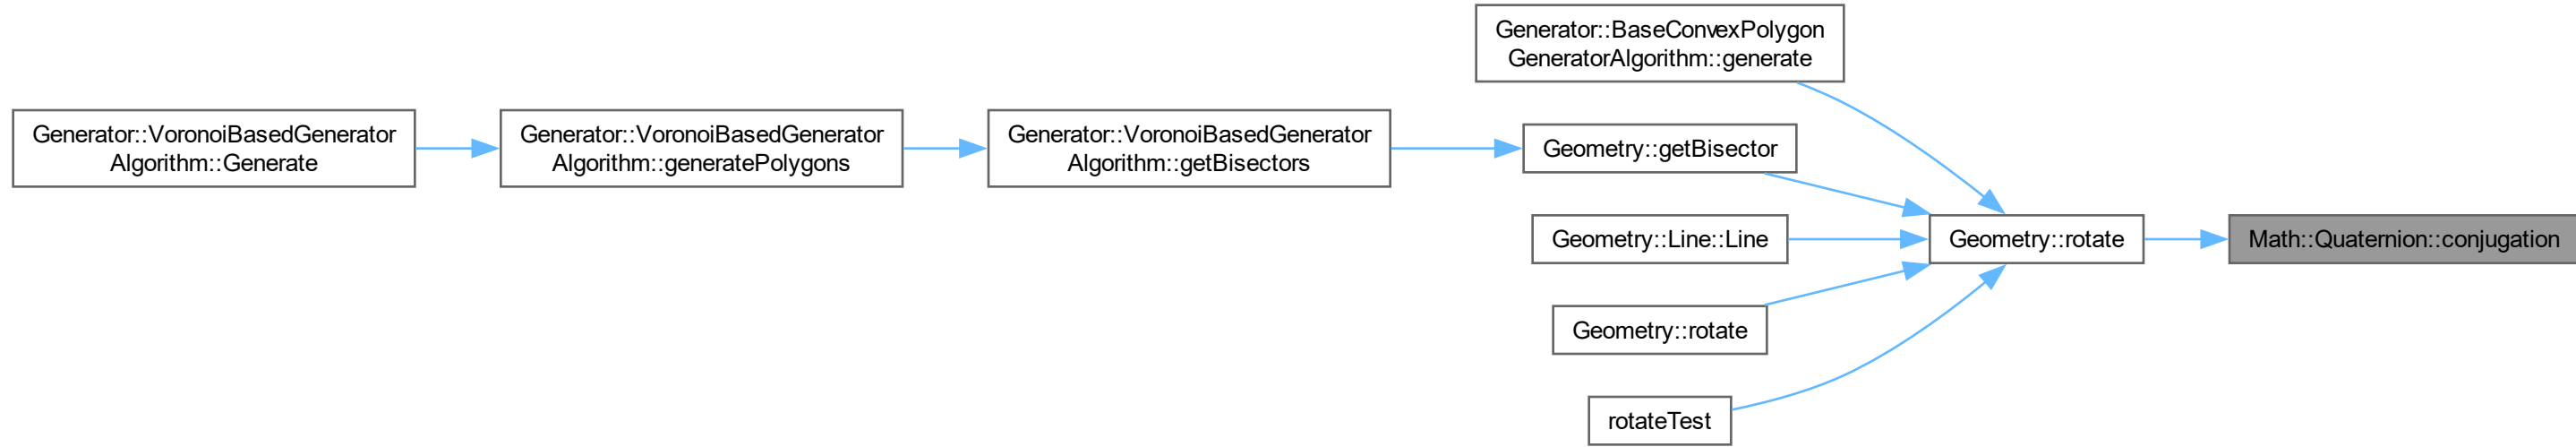 Generator::BaseConvexPolygon
GeneratorAlgorithm::generate
Generator::VoronoiBasedGenerator
Algorithm::Generate
Generator::VoronoiBasedGenerator
Algorithm::generatePolygons
Generator::VoronoiBasedGenerator
Algorithm::getBisectors
Geometry::getBisector
Geometry::Line::Line
Geometry::rotate
Math::Quaternion::conjugation
Geometry::rotate
rotateTest